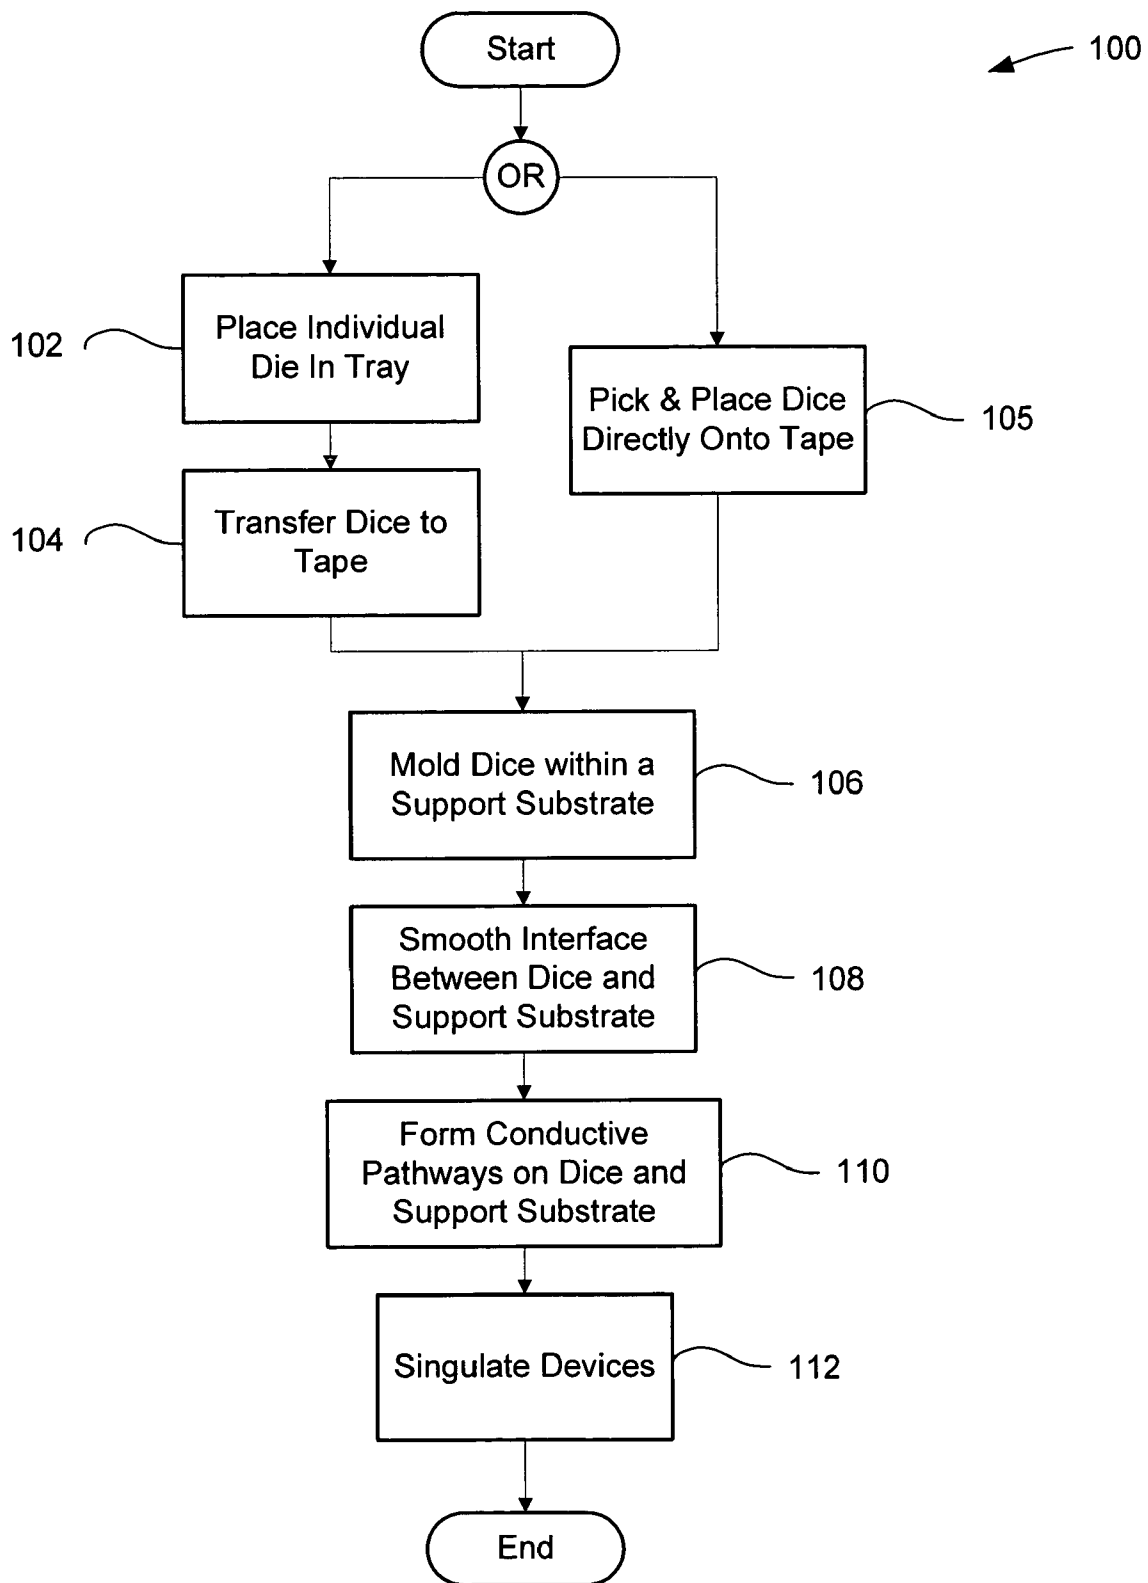 Start
100
OR
Place Individual
Die In Tray
102
Pick & Place Dice
Directly Onto Tape
105
Transfer Dice to
Tape
104
Mold Dice within a
Support Substrate
106
Smooth Interface
Between Dice and
Support Substrate
108
Form Conductive
Pathways on Dice and
Support Substrate
110
Singulate Devices
112
End